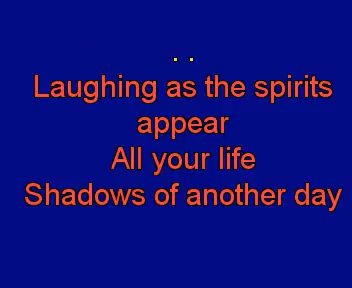 . .
Laughing as the spirits
appear
All your life
Shadows of another day